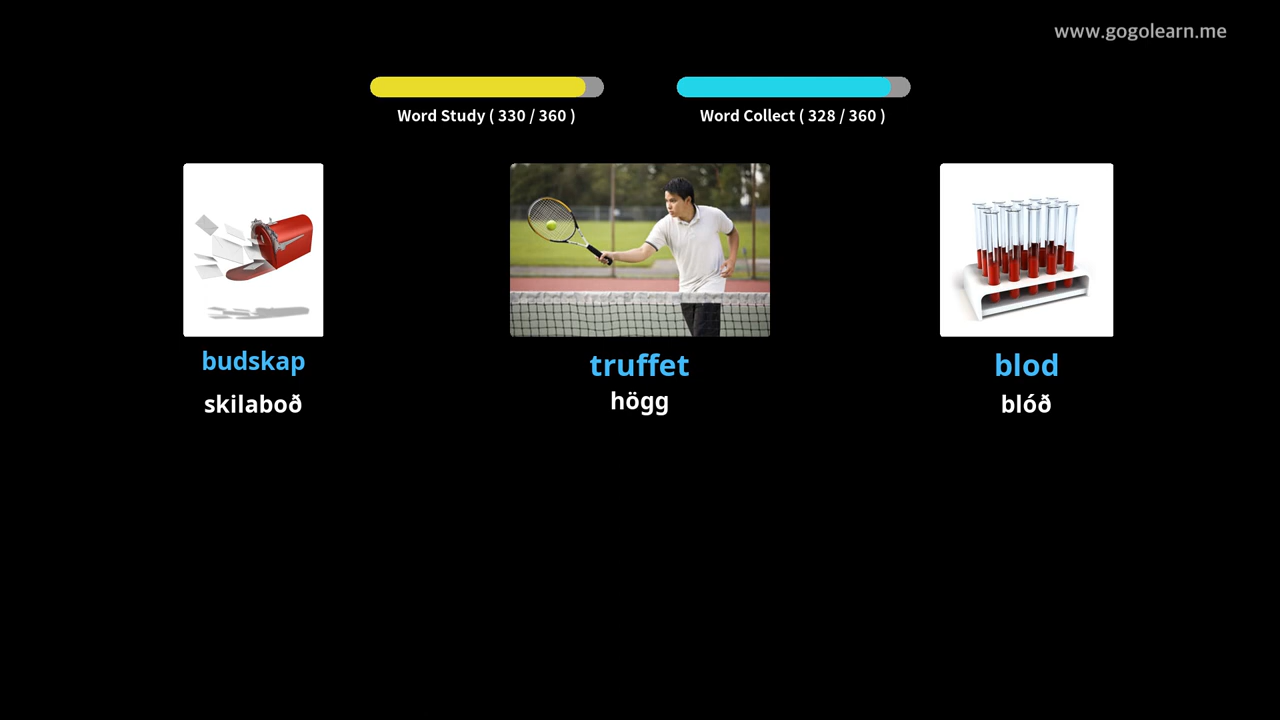 www.gogolearn.me
Word Study ( 330 / 360 )
Word Collect ( 328 / 360 )
budskap
skilaboð
truffet
högg
blod
blóð